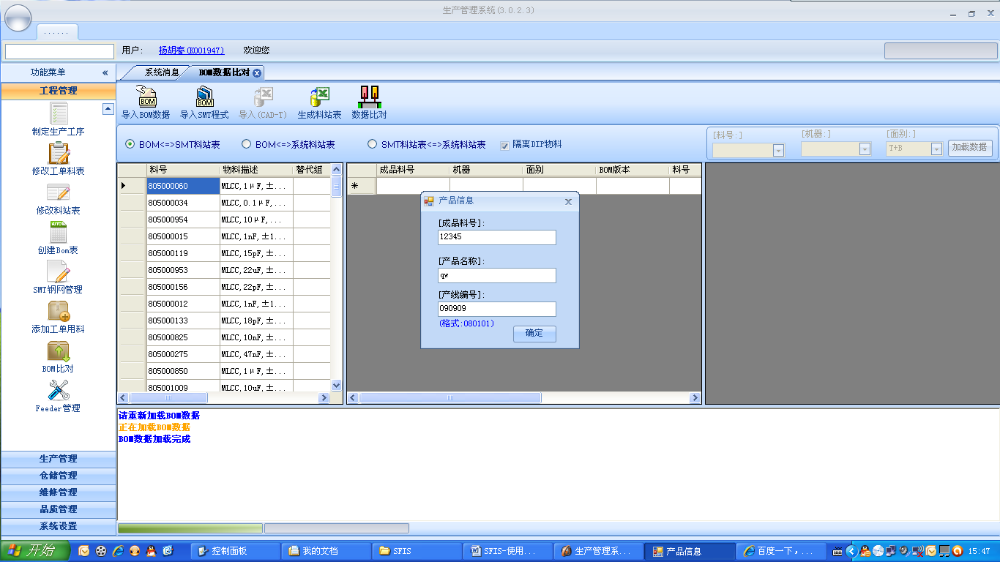 生产管理系统(3.0.2.3)
......
用户: 杨胡春(K001947) 欢迎您
功能菜单 «
系统消息 BOM数据比对
工程管理
制定生产工序
修改工单料表
修改料站表
创建Bom表
SMT钢网管理
添加工单用料
BOM比对
Feeder管理
生产管理
仓储管理
维修管理
品质管理
系统设置
导入BOM数据 导入SMT程式 导入(CAD-T) 生成料站表 数据比对
BOM<=>SMT料站表 BOM<=>系统料站表 SMT料站表<=>系统料站表 隔离DIP物料
[料号:] [机器:] [面别:]
T+B 加载数据
料号 物料描述 替代组
805000060 MLCC,1μF,±...
805000034 MLCC,0.1μF,...
805000954 MLCC,10μF,...
805000015 MLCC,1nF,±1...
805000119 MLCC,15pF,±...
805000953 MLCC,22uF,±...
805000156 MLCC,22pF,±...
805000012 MLCC,1nF,±1...
805000133 MLCC,18pF,±...
805000825 MLCC,10nF,±...
805000275 MLCC,47nF,±...
805000850 MLCC,1μF,±...
805001009 MLCC,10uF,±...
成品料号 机器 面别 BOM版本 料号
产品信息
[成品料号]:
12345
[产品名称]:
qw
[产线编号]:
090909
(格式:080101)
确定
请重新加载BOM数据
正在加载BOM数据
BOM数据加载完成
开始 控制面板 我的文档 SFIS SFIS-使用... 生产管理系... 产品信息 百度一下，... 15:47